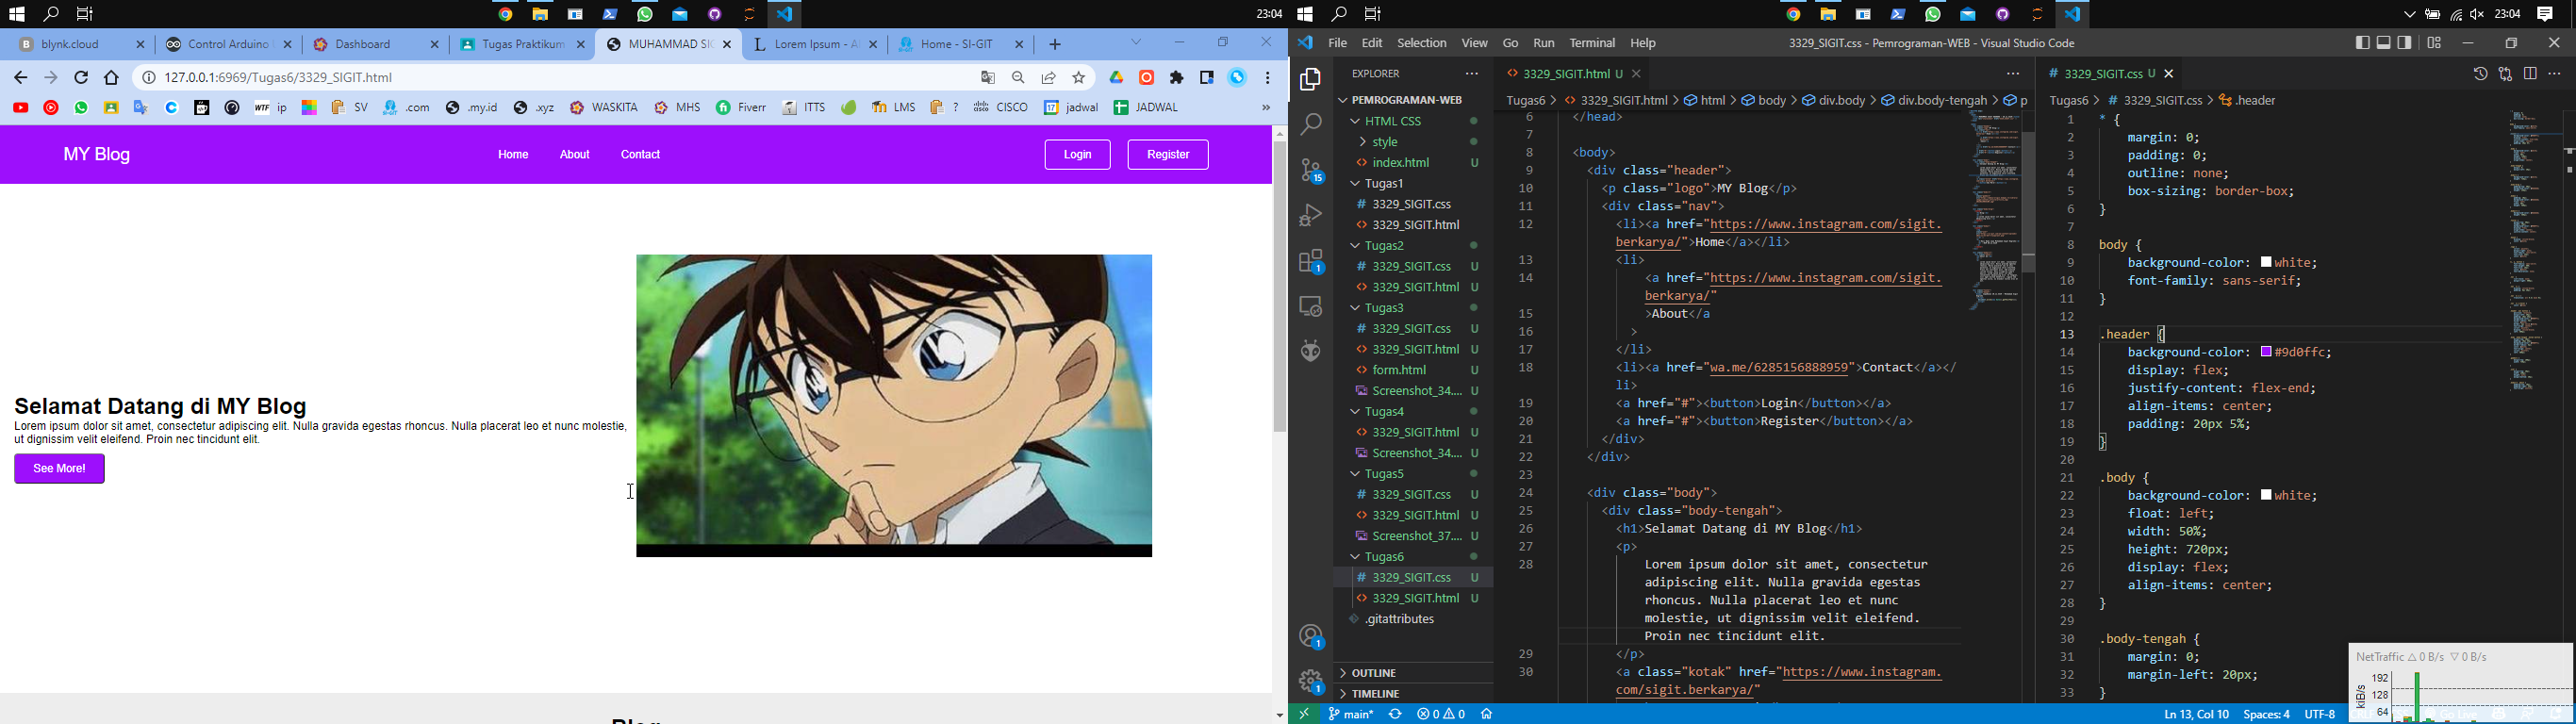 23:04
blynk.cloud
Control Arduino
Dashboard
Tugas Praktikum
MUHAMMAD SIG
Lorem Ipsum - A
Home - SI-GIT
127.0.0.1:6969/Tugas6/3329_SIGIT.html
WTF ip
SV
.com
.my.id
.xyz
WASKITA
MHS
Fiverr
ITTS
LMS
?
CISCO
jadwal
JADWAL
MY Blog
Home
About
Contact
Login
Register
Selamat Datang di MY Blog
Lorem ipsum dolor sit amet, consectetur adipiscing elit. Nulla gravida egestas rhoncus. Nulla placerat leo et nunc molestie,
ut dignissim velit eleifend. Proin nec tincidunt elit.
See More!
23:04
File Edit Selection View Go Run Terminal Help
3329_SIGIT.css - Pemrograman-WEB - Visual Studio Code
EXPLORER
PEMROGRAMAN-WEB
HTML CSS
style
index.html U
Tugas1
3329_SIGIT.css
3329_SIGIT.html
Tugas2
3329_SIGIT.css U
3329_SIGIT.html U
Tugas3
3329_SIGIT.css U
3329_SIGIT.html U
form.html U
Screenshot_34.... U
Tugas4
3329_SIGIT.html U
Screenshot_34.... U
Tugas5
3329_SIGIT.css U
3329_SIGIT.html U
Screenshot_37.... U
Tugas6
3329_SIGIT.css U
3329_SIGIT.html U
.gitattributes
OUTLINE
TIMELINE
3329_SIGIT.html U
Tugas6 > 3329_SIGIT.html > html > body > div.body > div.body-tengah > p
6 </head>
7
8 <body>
9 <div class="header">
10 <p class="logo">MY Blog</p>
11 <div class="nav">
12 <li><a href="https://www.instagram.com/sigit.
berkarya/">Home</a></li>
13 <li>
14 <a href="https://www.instagram.com/sigit.
berkarya/"
15 >About</a
16 >
17 </li>
18 <li><a href="wa.me/6285156888959">Contact</a></
li>
19 <a href="#"><button>Login</button></a>
20 <a href="#"><button>Register</button></a>
21 </div>
22 </div>
23
24 <div class="body">
25 <div class="body-tengah">
26 <h1>Selamat Datang di MY Blog</h1>
27 <p>
28 Lorem ipsum dolor sit amet, consectetur
adipiscing elit. Nulla gravida egestas
rhoncus. Nulla placerat leo et nunc
molestie, ut dignissim velit eleifend.
Proin nec tincidunt elit.
29 </p>
30 <a class="kotak" href="https://www.instagram.
com/sigit.berkarya/"
3329_SIGIT.css U
Tugas6 > 3329_SIGIT.css > .header
1 * {
2 margin: 0;
3 padding: 0;
4 outline: none;
5 box-sizing: border-box;
6 }
7
8 body {
9 background-color: white;
10 font-family: sans-serif;
11 }
12
13 .header {
14 background-color: #9d0ffc;
15 display: flex;
16 justify-content: flex-end;
17 align-items: center;
18 padding: 20px 5%;
19 }
20
21 .body {
22 background-color: white;
23 float: left;
24 width: 50%;
25 height: 720px;
26 display: flex;
27 align-items: center;
28 }
29
30 .body-tengah {
31 margin: 0;
32 margin-left: 20px;
33 }
NetTraffic △ 0 B/s ▽ 0 B/s
kiB/s
192
128
64
main*
0 0
Ln 13, Col 10 Spaces: 4 UTF-8